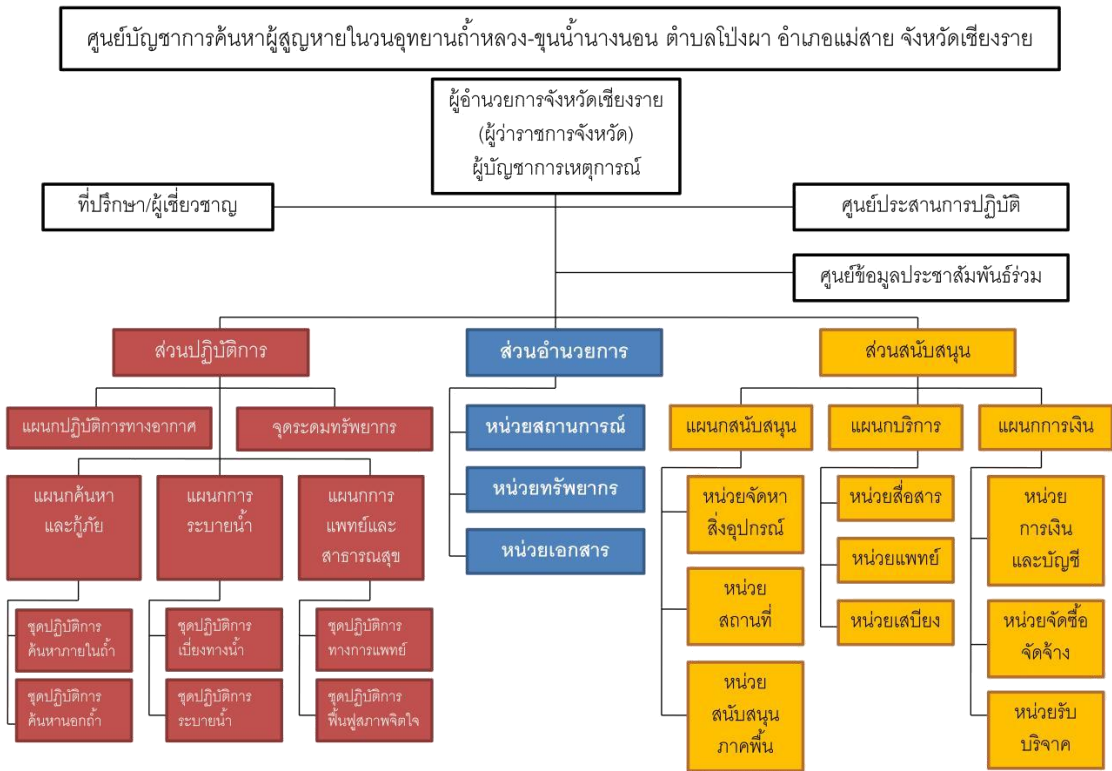 ศูนย์บัญชาการค้นหาผู้สูญหายในวนอุทยานถ้ำหลวง-ขุนน้ำนางนอน ตำบลโป่งผา อำเภอแม่สาย จังหวัดเชียงราย
ผู้อำนวยการจังหวัดเชียงราย
(ผู้ว่าราชการจังหวัด)
ผู้บัญชาการเหตุการณ์
ที่ปรึกษา/ผู้เชี่ยวชาญ
ศูนย์ประสานการปฏิบัติ
ศูนย์ข้อมูลประชาสัมพันธ์ร่วม
ส่วนปฏิบัติการ
แผนกปฏิบัติการทางอากาศ
จุดระดมทรัพยากร
แผนกค้นหา
และกู้ภัย
แผนกการ
ระบายน้ำ
แผนกการ
แพทย์และ
สาธารณสุข
ชุดปฏิบัติการ
ค้นหาภายในถ้ำ
ชุดปฏิบัติการ
เบี่ยงทางน้ำ
ชุดปฏิบัติการ
ทางการแพทย์
ชุดปฏิบัติการ
ค้นหานอกถ้ำ
ชุดปฏิบัติการ
ระบายน้ำ
ชุดปฏิบัติการ
ฟื้นฟูสภาพจิตใจ
ส่วนอำนวยการ
หน่วยสถานการณ์
หน่วยทรัพยากร
หน่วยเอกสาร
ส่วนสนับสนุน
แผนกสนับสนุน
หน่วยจัดหา
สิ่งอุปกรณ์
หน่วย
สถานที่
หน่วย
สนับสนุน
ภาคพื้น
แผนกบริการ
หน่วยสื่อสาร
หน่วยแพทย์
หน่วยเสบียง
แผนกการเงิน
หน่วย
การเงิน
และบัญชี
หน่วยจัดซื้อ
จัดจ้าง
หน่วยรับ
บริจาค